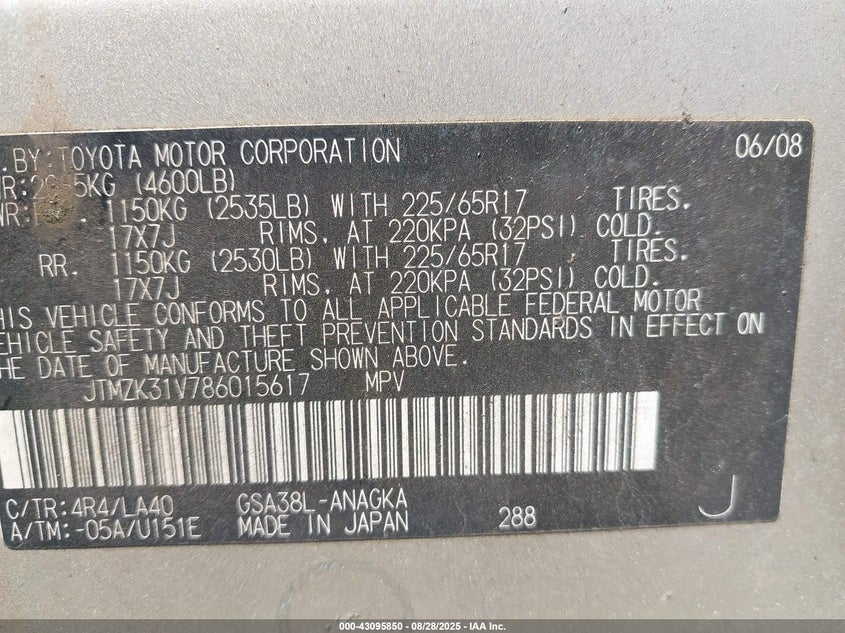 .BY:TOYOTA MOTOR CORPORATION 06/08
(4600LB)
1150KG (2535LB) WITH 225/65R17 TIRES.
17X7J RIMS, AT 220KPA (32PSI) COLD.
RR. 1150KG (2530LB) WITH 225/65R17 TIRES.
17X7J RIMS, AT 220KPA (32PSI) COLD.
HIS VEHICLE CONFORMS TO ALL APPLICABLE FEDERAL MOTOR
EHICLE SAFETY AND THEFT PREVENTION STANDARDS IN EFFECT ON
HE DATE OF MANUFACTURE SHOWN ABOVE.
JTMZK31V786015617 MPV
C/TR:4R4/LA40 GSA38L-ANAGKA
A/TM:-05A/U151E MADE IN JAPAN 288 J
000-43095850 - 08/28/2025 - IAA Inc.